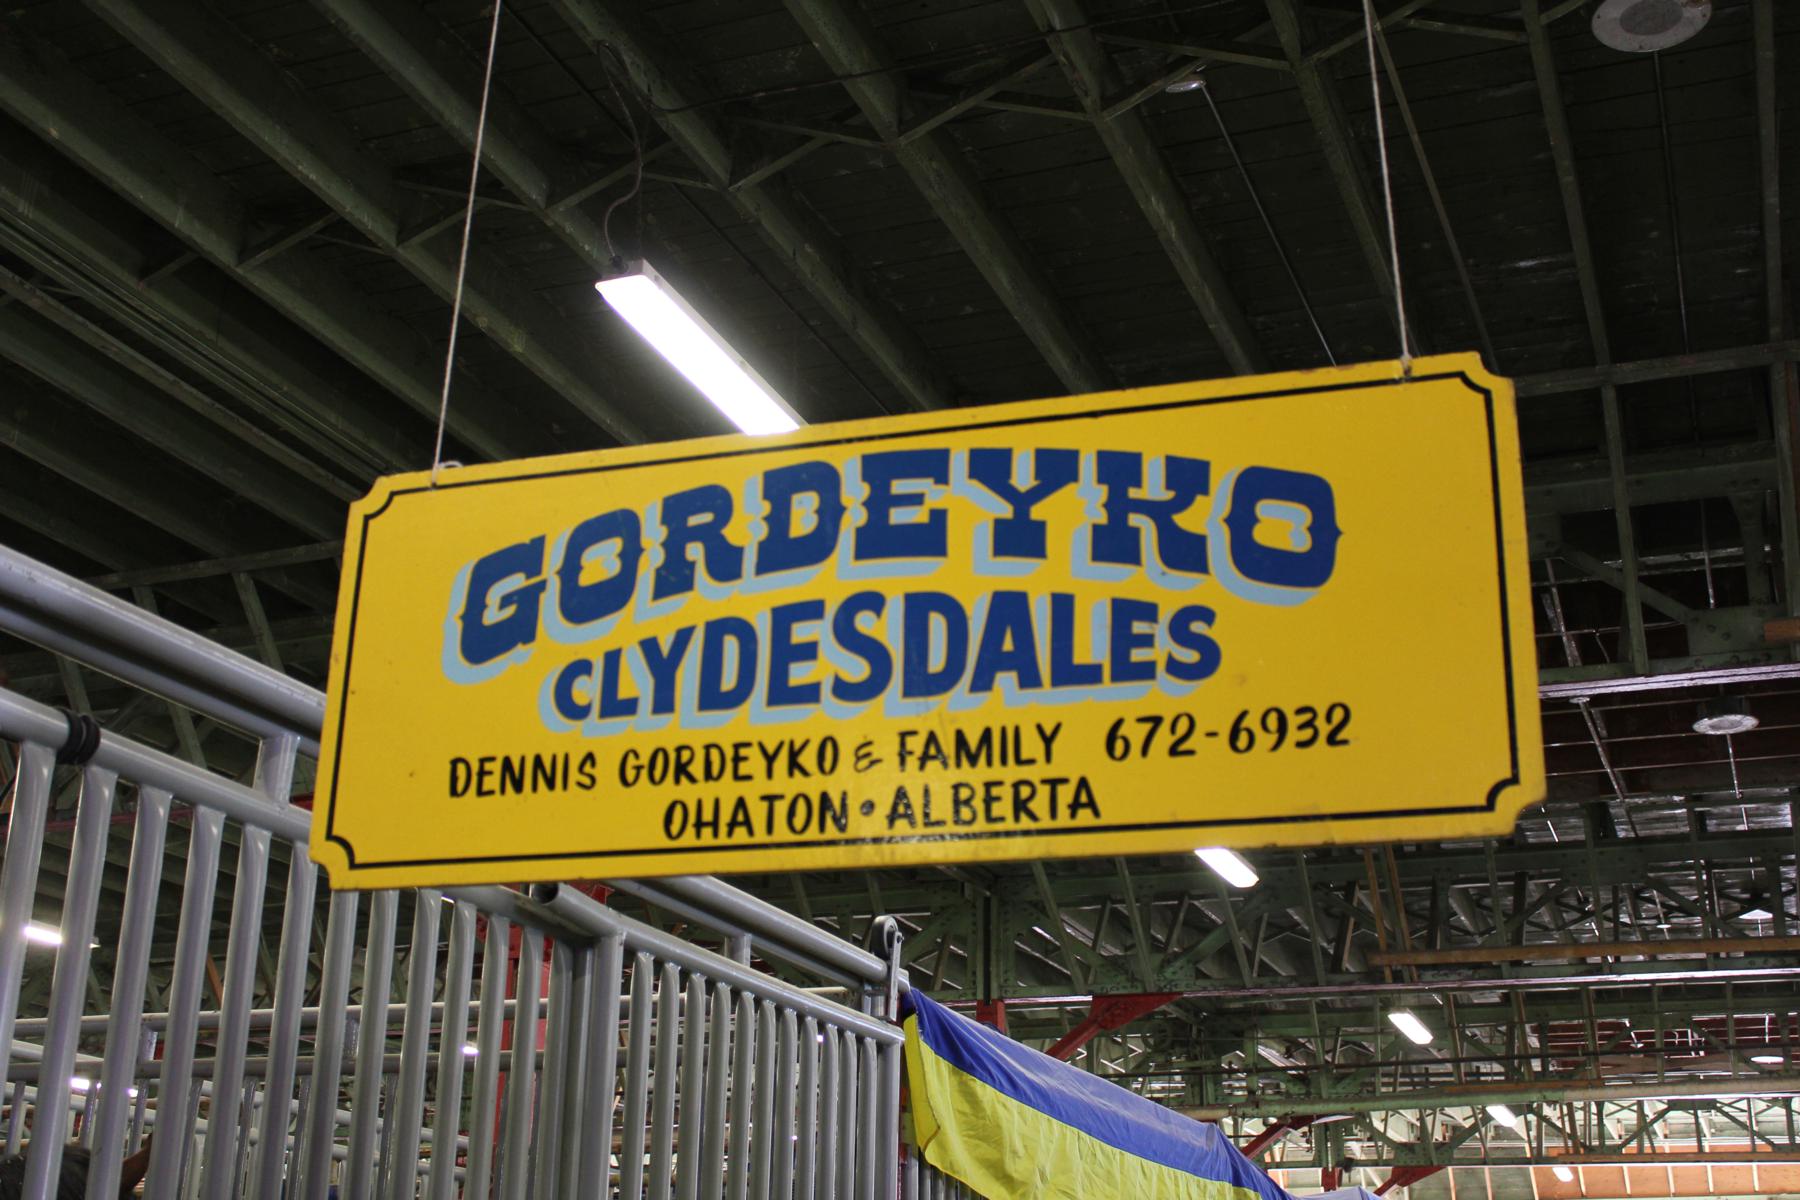 GORDEYKO
CLYDESDALES
DENNIS GORDEYKO & FAMILY 672-6932
OHATON • ALBERTA